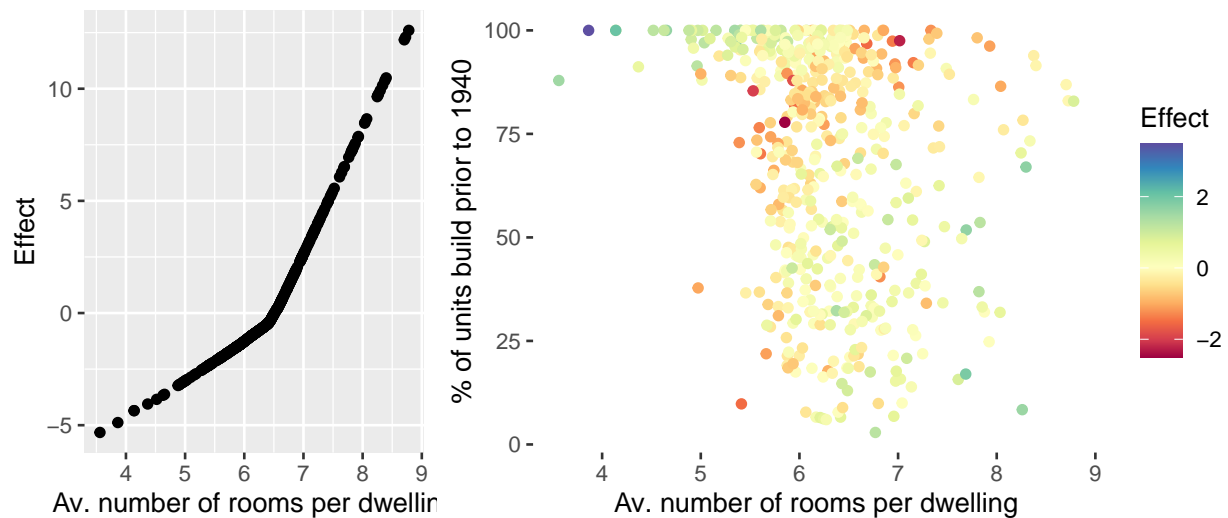 10
5
0
−5
Effect
4 5 6 7 8 9
Av. number of rooms per dwellin
100
75
50
25
0
% of units build prior to 1940
4 5 6 7 8 9
Av. number of rooms per dwelling
Effect
2
0
−2